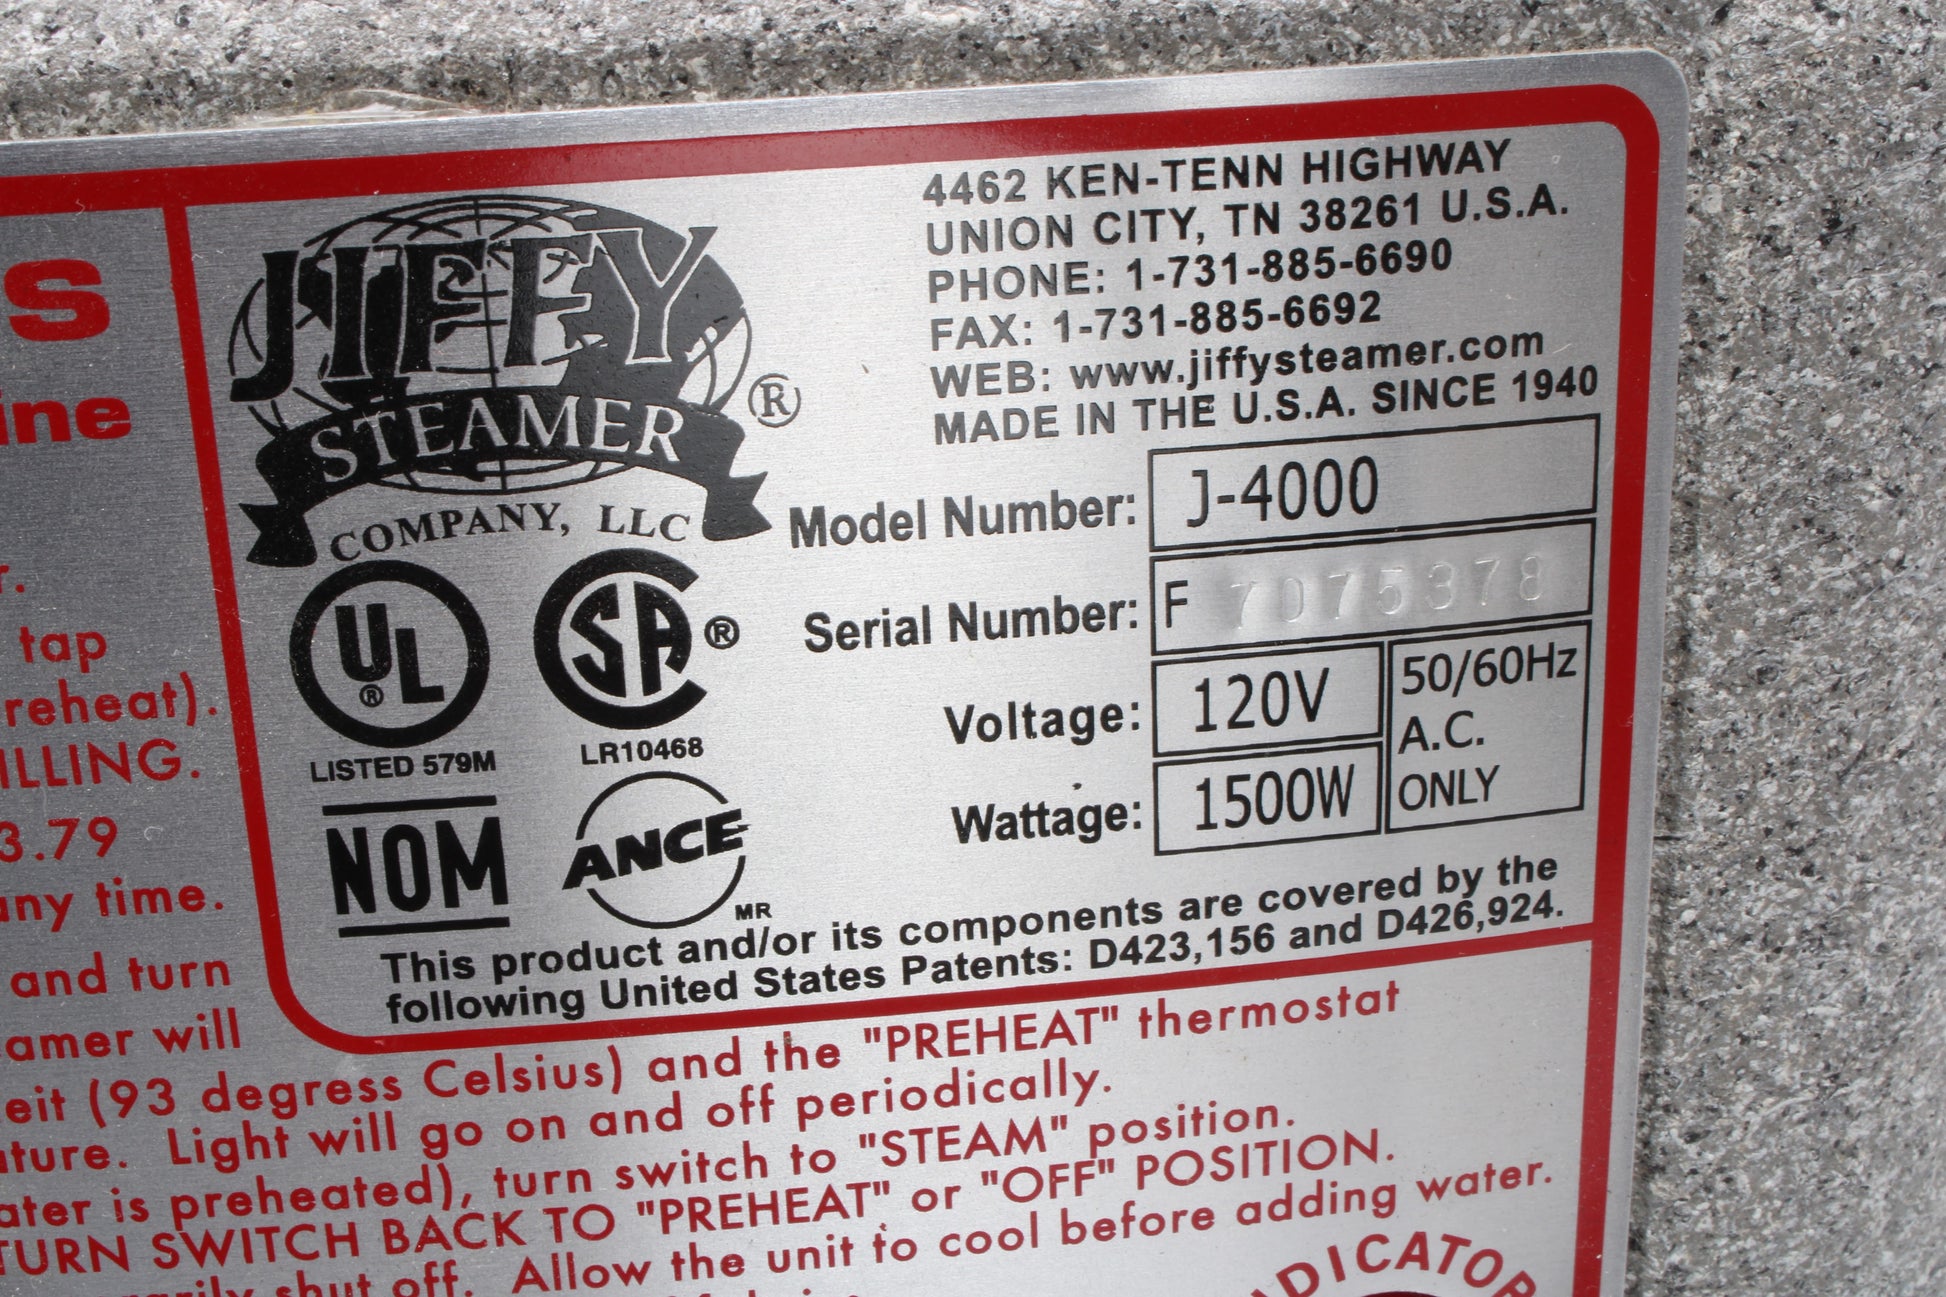 JIFFY
STEAMER
®
COMPANY, LLC
4462 KEN-TENN HIGHWAY
UNION CITY, TN 38261 U.S.A.
PHONE: 1-731-885-6690
FAX: 1-731-885-6692
WEB: www.jiffysteamer.com
MADE IN THE U.S.A. SINCE 1940
Model Number: J-4000
Serial Number: F 7075378
Voltage: 120V
Wattage: 1500W
50/60Hz
A.C.
ONLY
UL
®
LISTED 579M
SA ®
LR10468
NOM
ANCE
MR
This product and/or its components are covered by the
following United States Patents: D423,156 and D426,924.
s
ine
r.
tap
reheat).
ILLING.
3.79
any time.
and turn
eamer will
eit (93 degress Celsius) and the "PREHEAT" thermostat
ature. Light will go on and off periodically.
ater is preheated), turn switch to "STEAM" position.
TURN SWITCH BACK TO "PREHEAT" or "OFF" POSITION.
arily shut off. Allow the unit to cool before adding water.
DICATOR